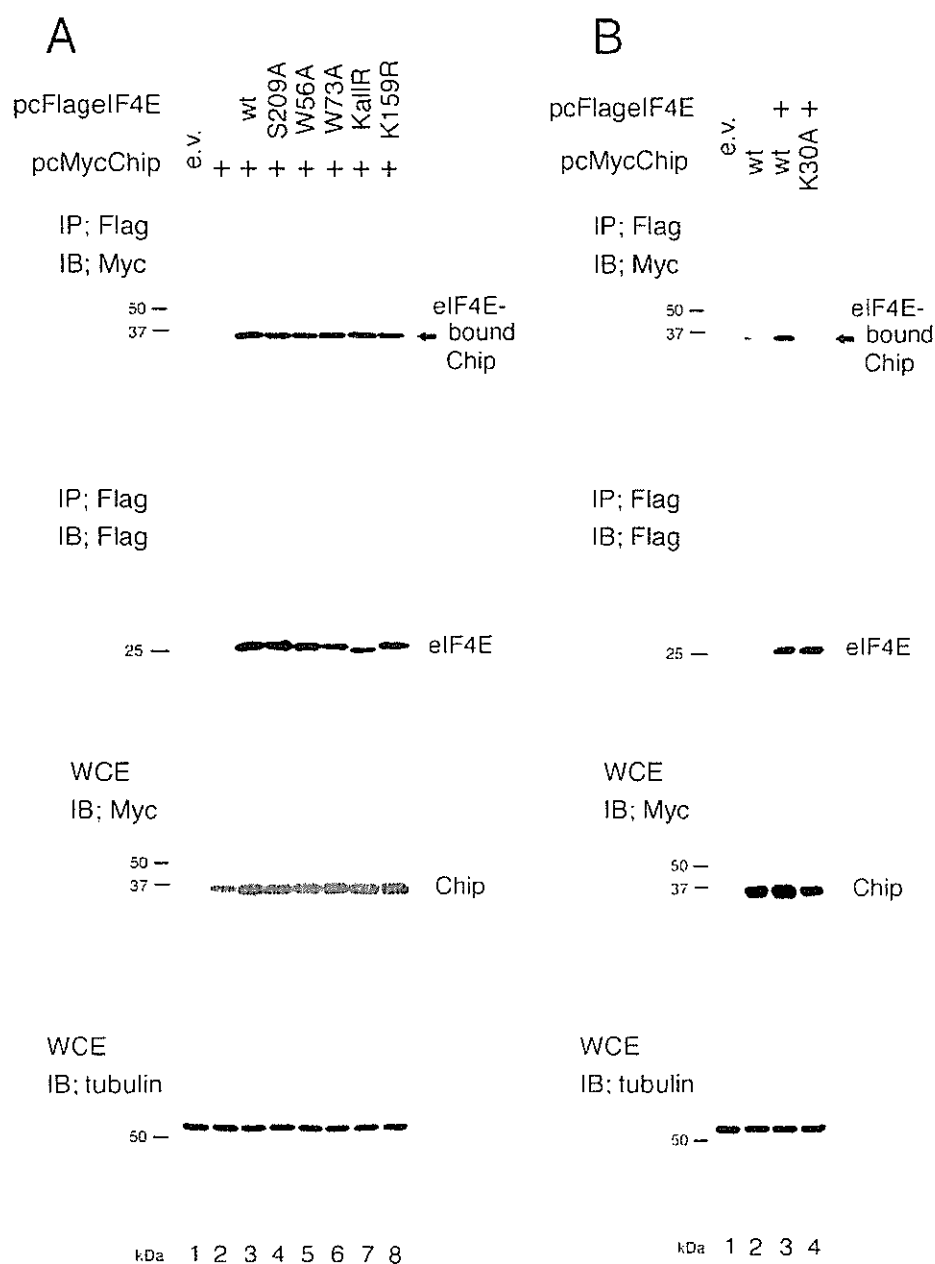 A
pcFlageIF4E
wt
S209A
W56A
W73A
KallR
K159R
pcMycChip
e.v.
+ + + + + + +
IP; Flag
IB; Myc
50
37
eIF4E-
bound
Chip
IP; Flag
IB; Flag
25
eIF4E
WCE
IB; Myc
50
37
Chip
WCE
IB; tubulin
50
kDa 1 2 3 4 5 6 7 8
B
pcFlageIF4E
+ +
pcMycChip
e.v.
wt
wt
K30A
IP; Flag
IB; Myc
50
37
eIF4E-
bound
Chip
IP; Flag
IB; Flag
25
eIF4E
WCE
IB; Myc
50
37
Chip
WCE
IB; tubulin
50
kDa 1 2 3 4